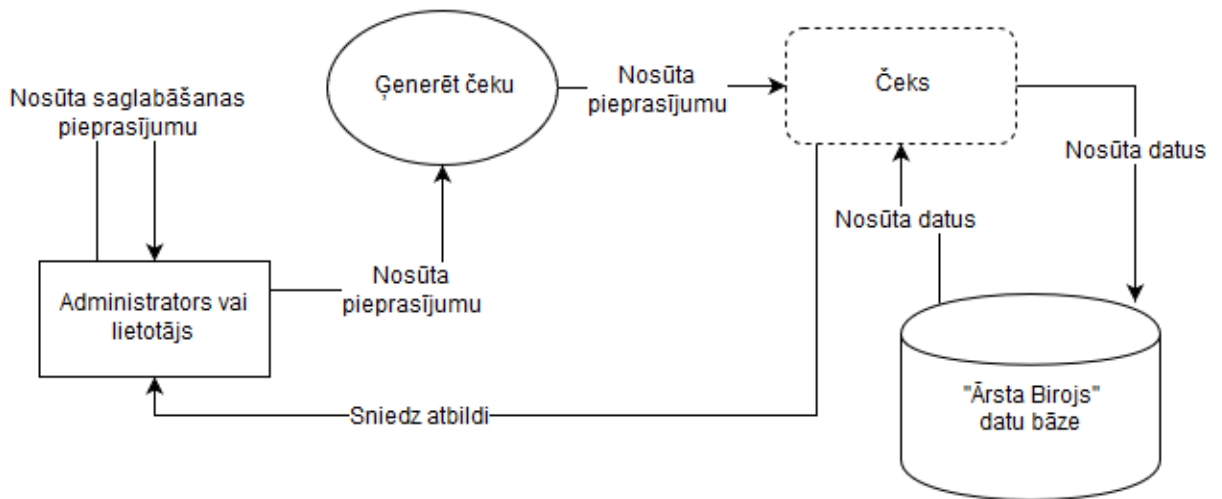 Ģenerēt čeku
Nosūta
pieprasījumu
Čeks
Nosūta saglabāšanas
pieprasījumu
Nosūta datus
Nosūta datus
Administrators vai
lietotājs
Nosūta
pieprasījumu
"Ārsta Birojs"
datu bāze
Sniedz atbildi